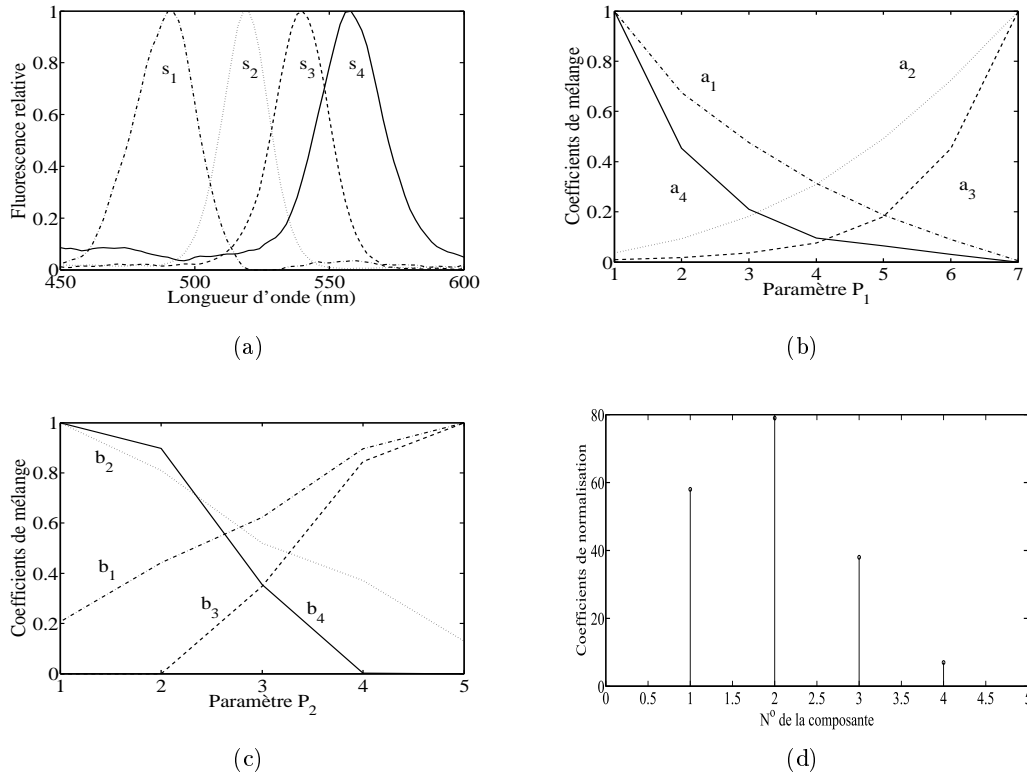 Fluorescence relative
1
0.8
0.6
0.4
0.2
0
450 500 550 600
Longueur d'onde (nm)
s1 s2 s3 s4
(a)
Coefficients de mélange
1
0.8
0.6
0.4
0.2
0
1 2 3 4 5 6 7
Paramètre P1
a1
a2
a4
a3
(b)
Coefficients de mélange
1
0.8
0.6
0.4
0.2
0
1 2 3 4 5
Paramètre P2
b2
b1
b3
b4
(c)
Coefficients de normalisation
80
60
40
20
0
0 0.5 1 1.5 2 2.5 3 3.5 4 4.5 5
No de la composante
(d)